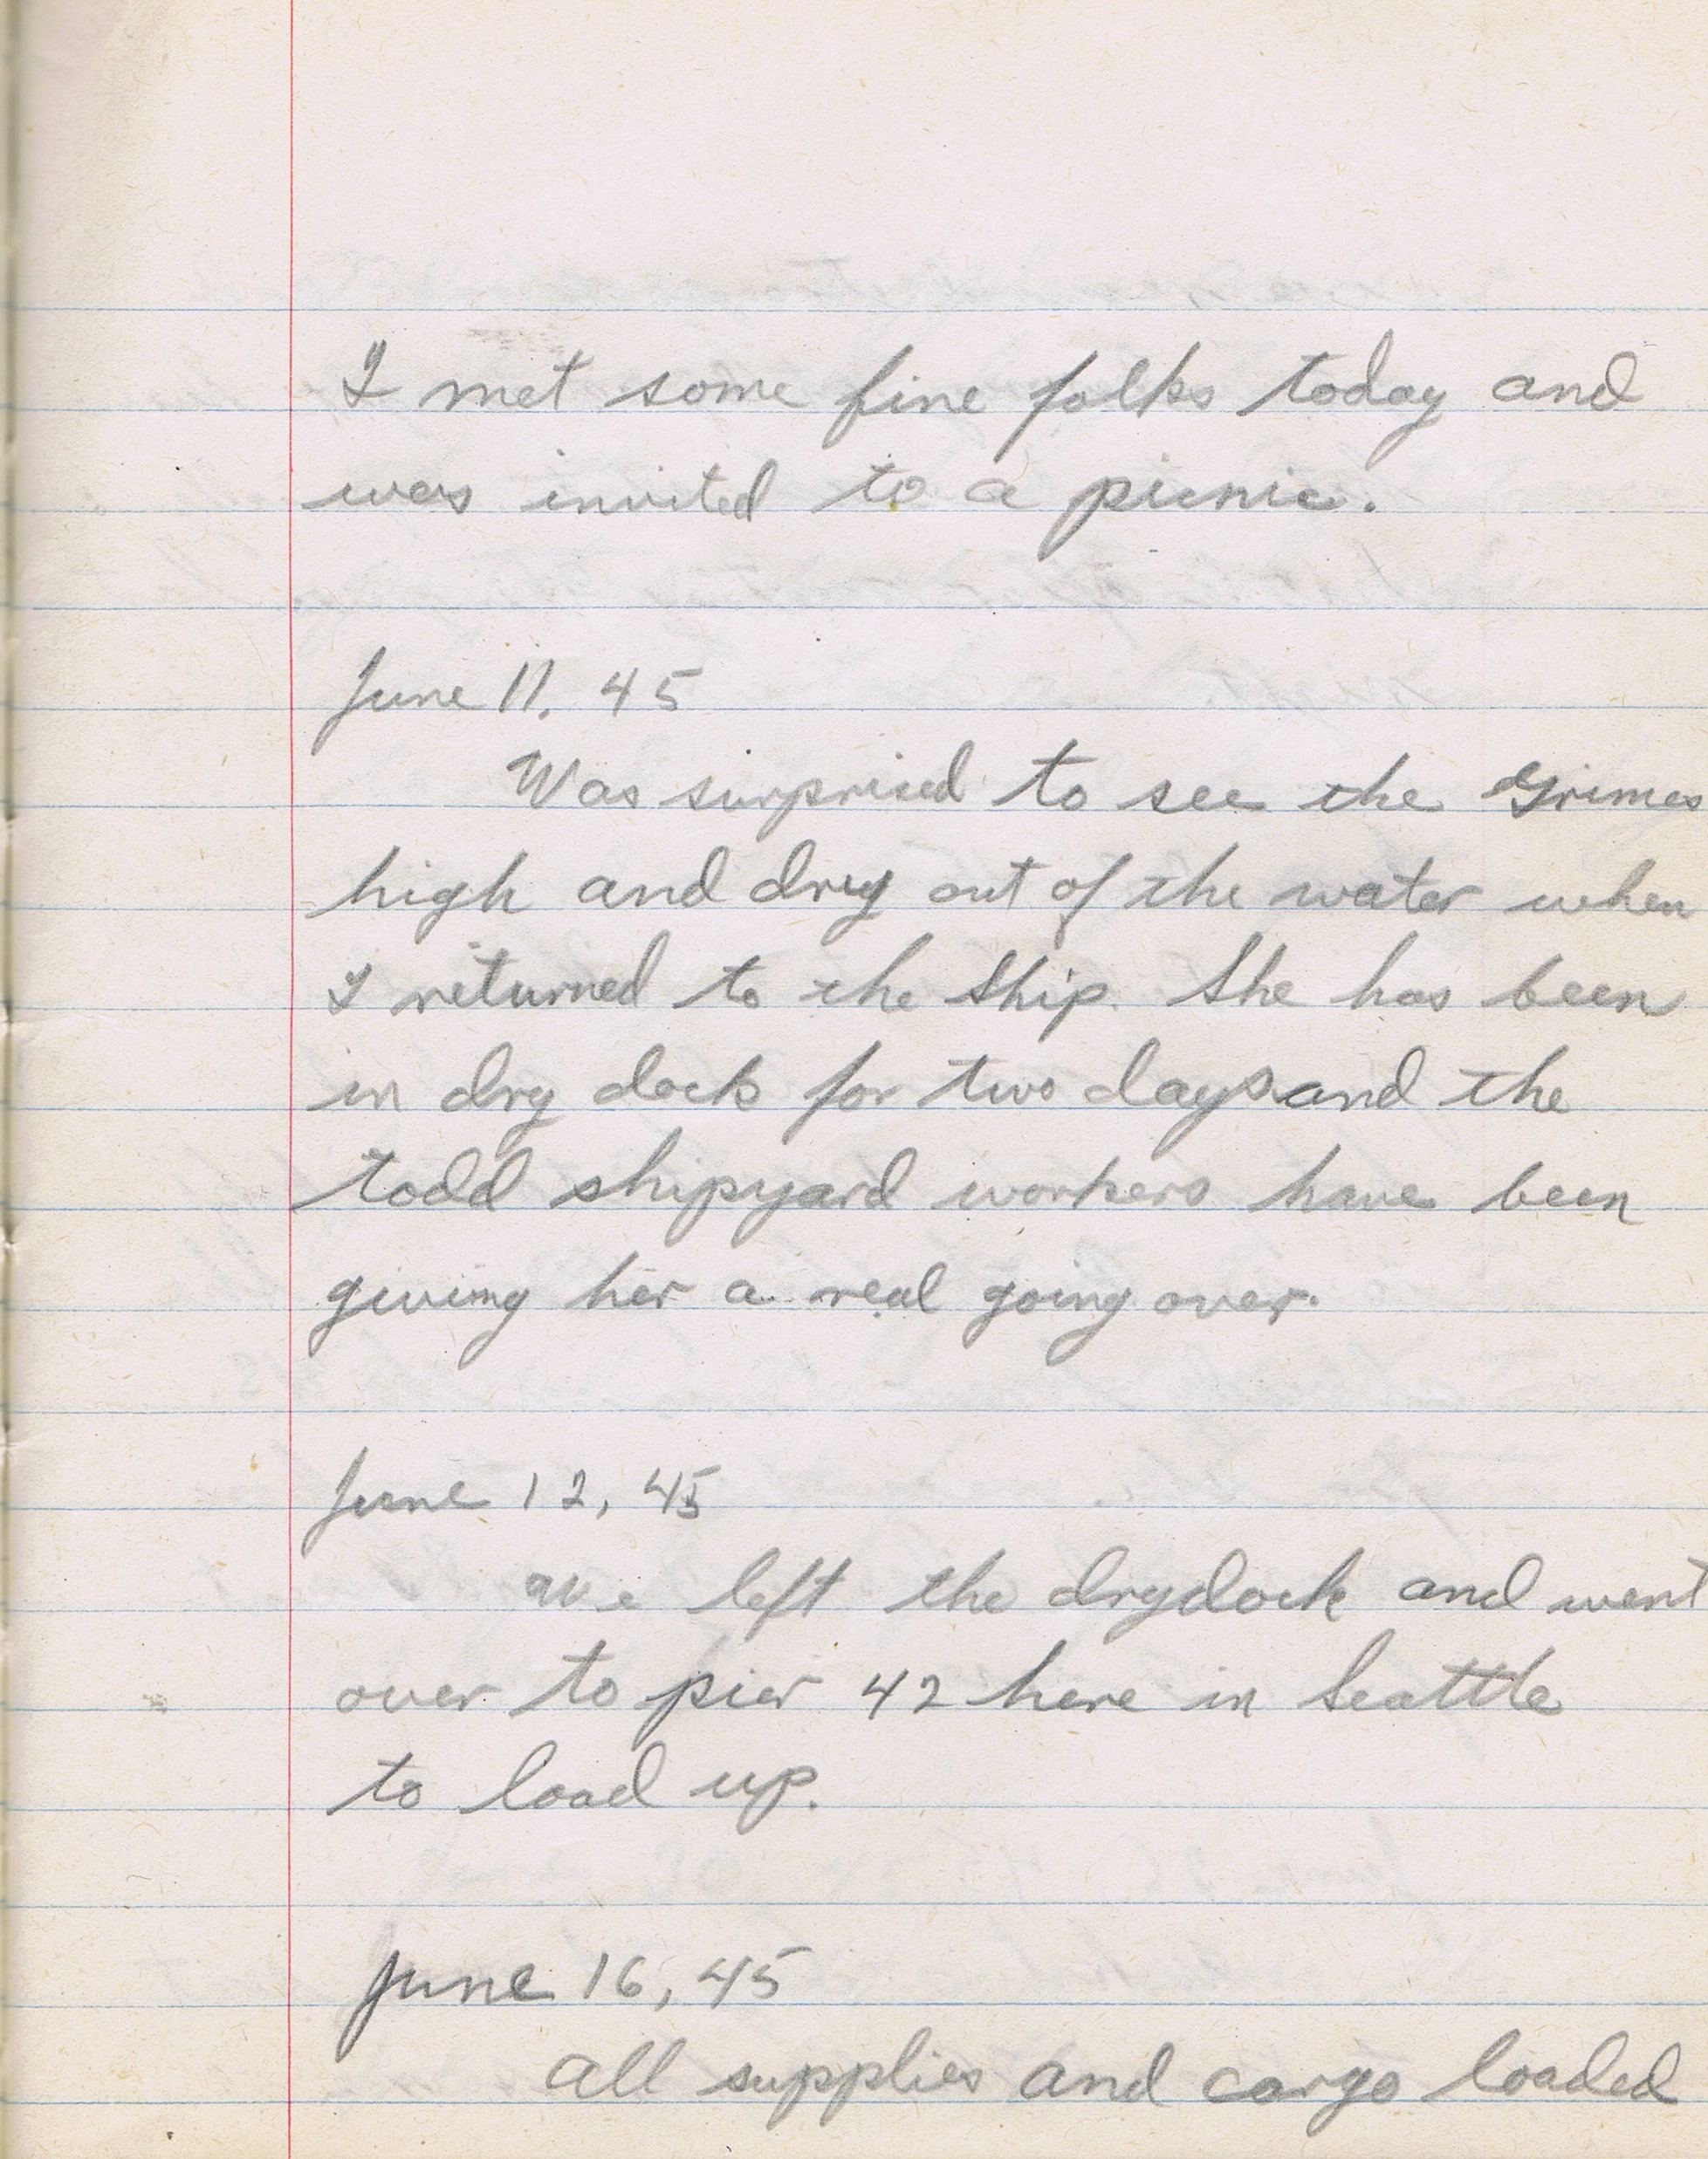 I met some fine folks today and
was invited to a picnic.
June 11, 45
Was surprised to see the Grimes
high and dry out of the water when
I returned to the ship. She has been
in dry dock for two days and the
todd shipyard workers have been
giving her a real going over.
June 12, 45
We left the drydock and went
over to pier 42 here in Seattle
to load up.
June 16, 45
All supplies and cargo loaded